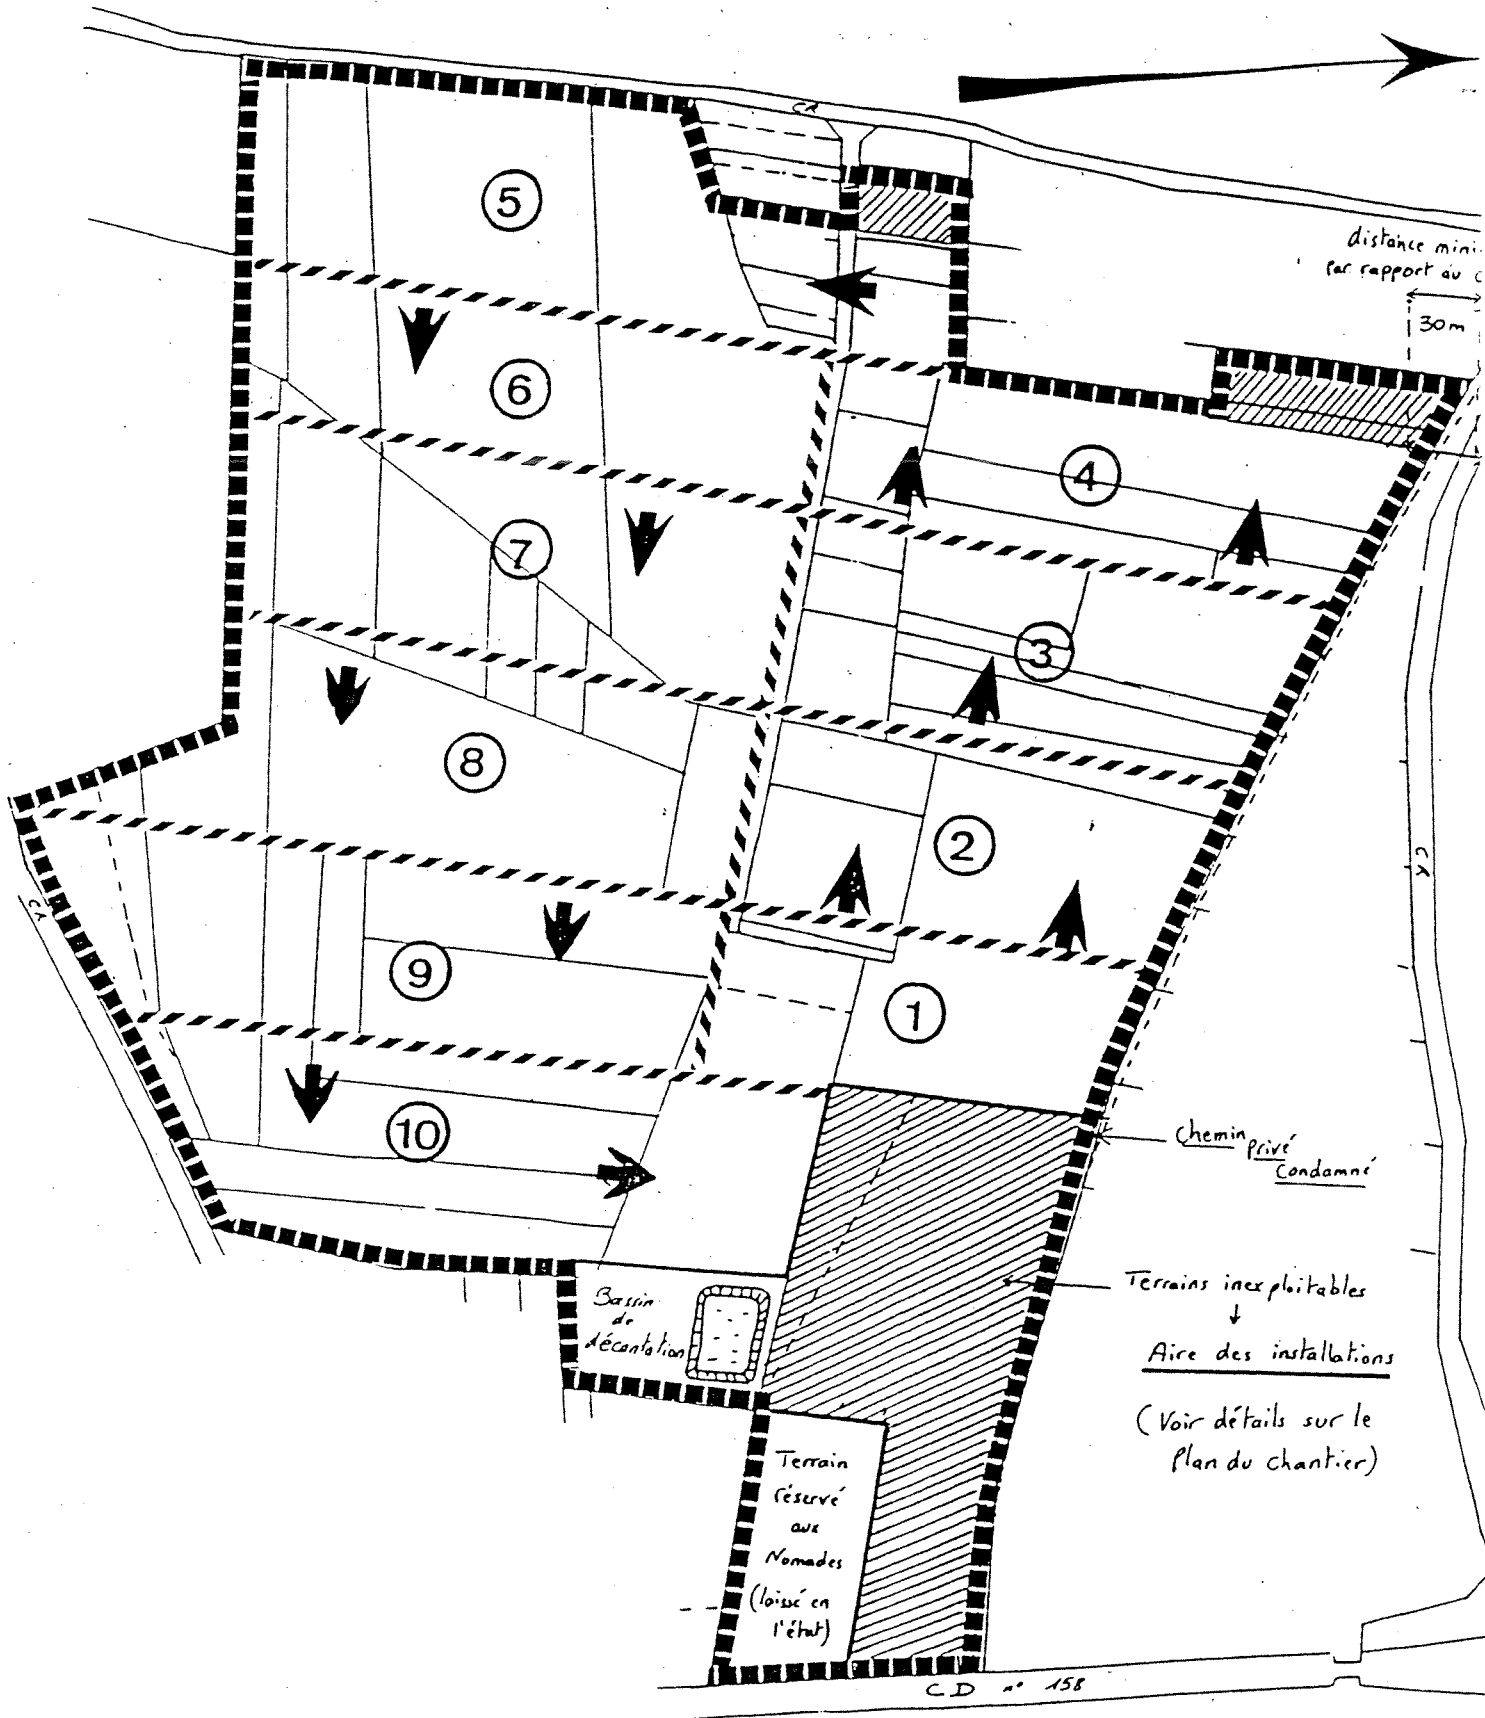 CR
5
distance mini
par rapport au c
30m
6
4
7
3
8
2
CR
CR
9
1
Chemin privé
Condamné
10
Terrains inexploitables
Bassin
de
décantation
Aire des installations
(Voir détails sur le
Plan du chantier)
Terrain
réservé
aux
Nomades
(laissé en
l'état)
CD n° 158